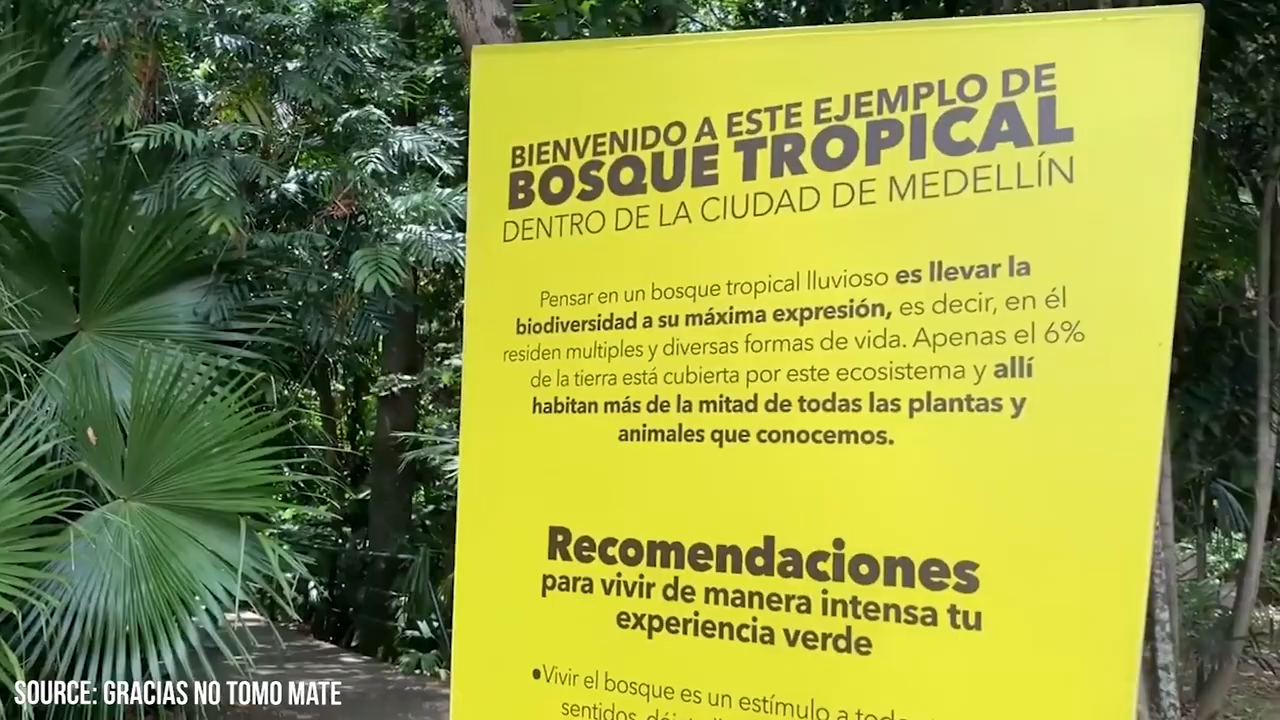 BIENVENIDO A ESTE EJEMPLO DE
BOSQUE TROPICAL
DENTRO DE LA CIUDAD DE MEDELLÍN
Pensar en un bosque tropical lluvioso es llevar la
biodiversidad a su máxima expresión, es decir, en él
residen multiples y diversas formas de vida. Apenas el 6%
de la tierra está cubierta por este ecosistema y allí
habitan más de la mitad de todas las plantas y
animales que conocemos.
Recomendaciones
para vivir de manera intensa tu
experiencia verde
•Vivir el bosque es un estímulo a
sentidos,
SOURCE: GRACIAS NO TOMO MATE